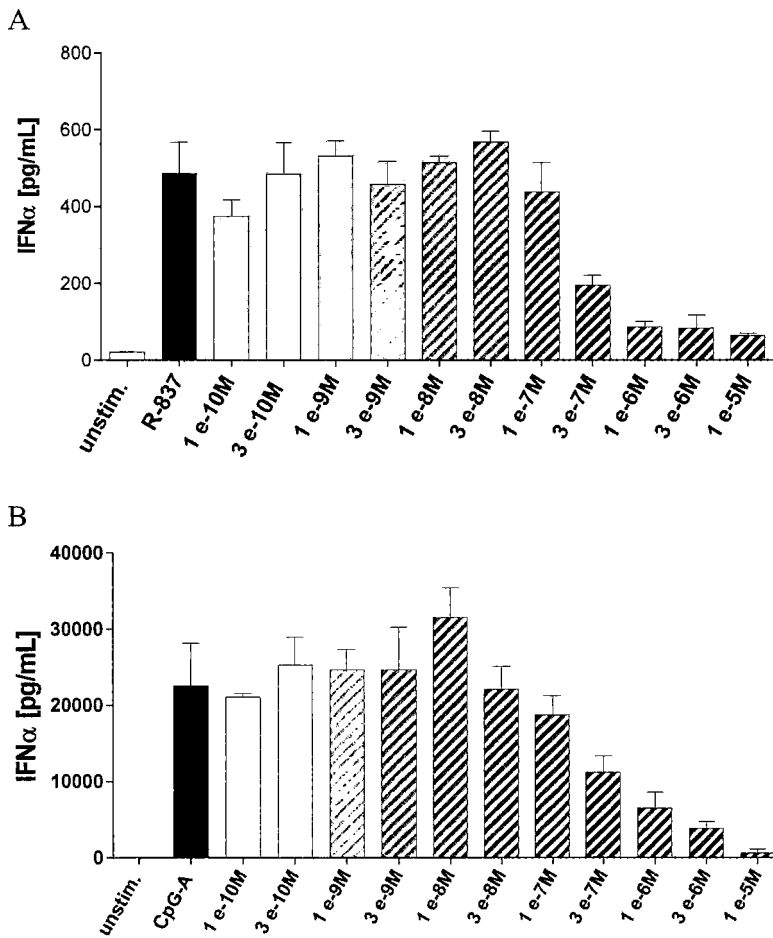 A
800
600
400
200
0
IFNα [pg/mL]
unstim.
R-837
1 e-10M
3 e-10M
1 e-9M
3 e-9M
1 e-8M
3 e-8M
1 e-7M
3 e-7M
1 e-6M
3 e-6M
1 e-5M
B
40000
30000
20000
10000
0
IFNα [pg/mL]
unstim.
CpG-A
1 e-10M
3 e-10M
1 e-9M
3 e-9M
1 e-8M
3 e-8M
1 e-7M
3 e-7M
1 e-6M
3 e-6M
1 e-5M